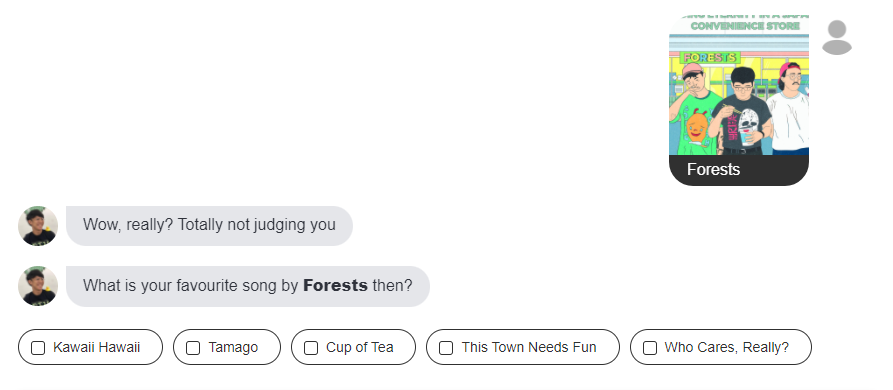 CONVENIENCE STORE
FORESTS
Forests
Wow, really? Totally not judging you
What is your favourite song by Forests then?
Kawaii Hawaii
Tamago
Cup of Tea
This Town Needs Fun
Who Cares, Really?